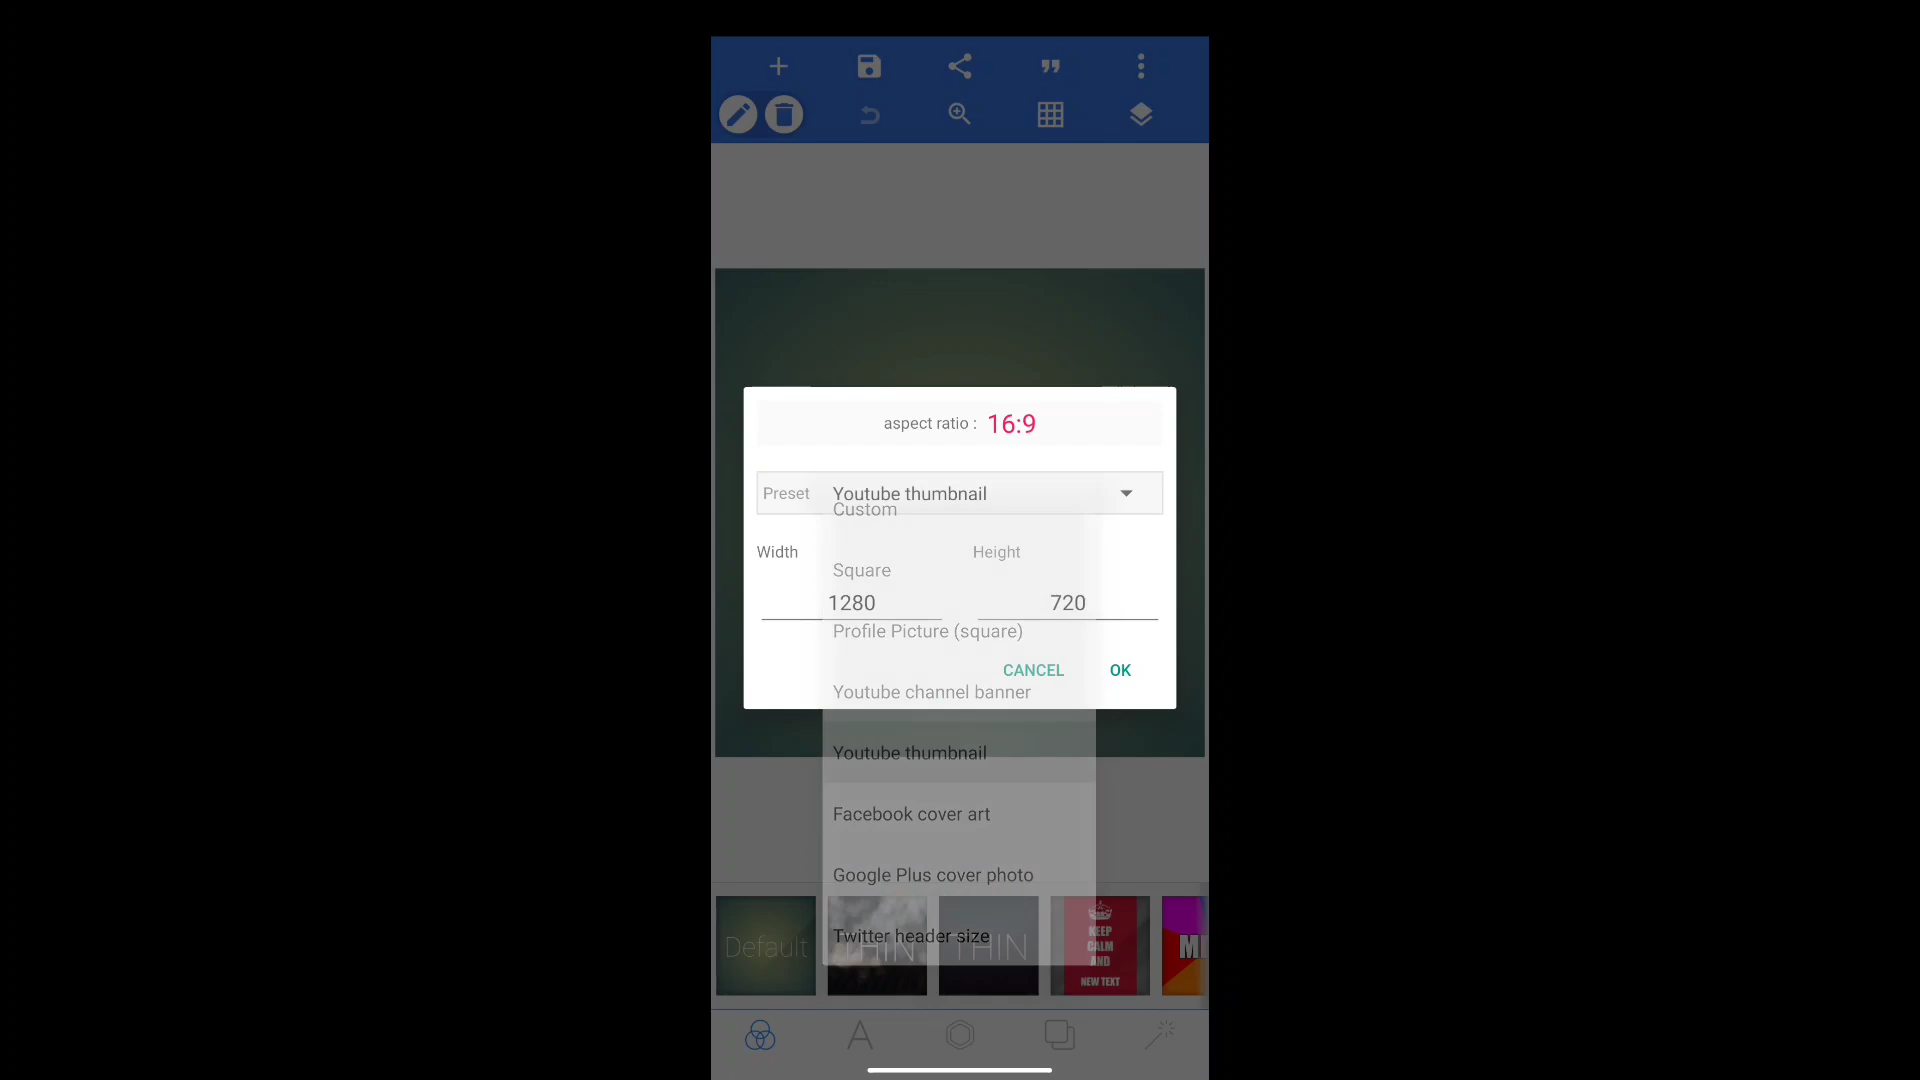 aspect ratio : 16:9
Preset Youtube thumbnail
Custom
Width Height
Square
1280 720
Profile Picture (square)
CANCEL OK
Youtube channel banner
Youtube thumbnail
Facebook cover art
Google Plus cover photo
Twitter header size
Default
THIN
THIN
KEEP
CALM
AND
NEW TEXT